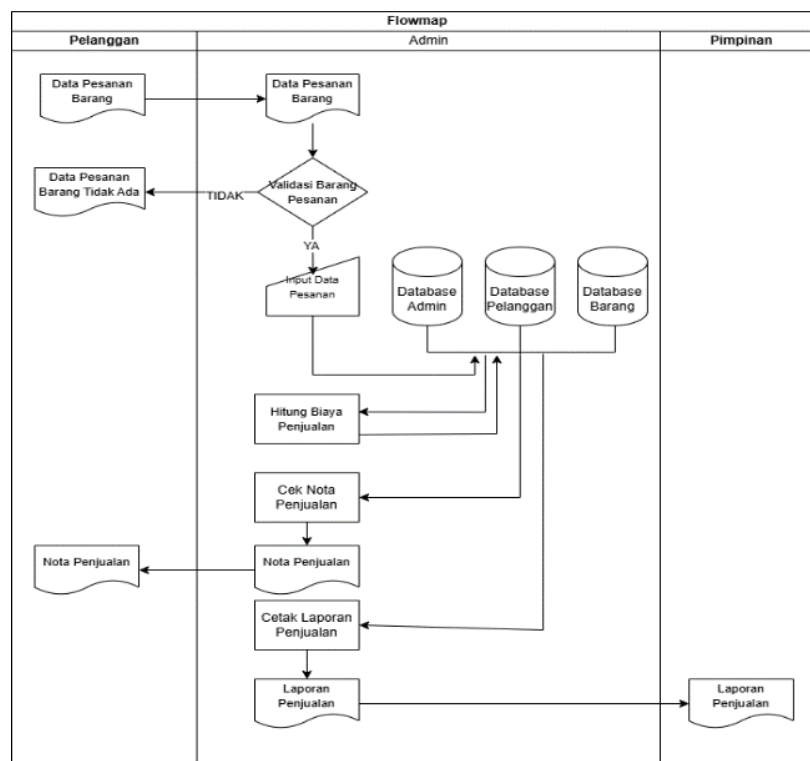 Flowmap
Pelanggan
Admin
Pimpinan
Data Pesanan
Barang
Data Pesanan
Barang
Data Pesanan
Barang Tidak Ada
TIDAK
Validasi Barang
Pesanan
YA
Input Data
Pesanan
Database
Admin
Database
Pelanggan
Database
Barang
Hitung Biaya
Penjualan
Cek Nota
Penjualan
Nota Penjualan
Nota Penjualan
Cetak Laporan
Penjualan
Laporan
Penjualan
Laporan
Penjualan